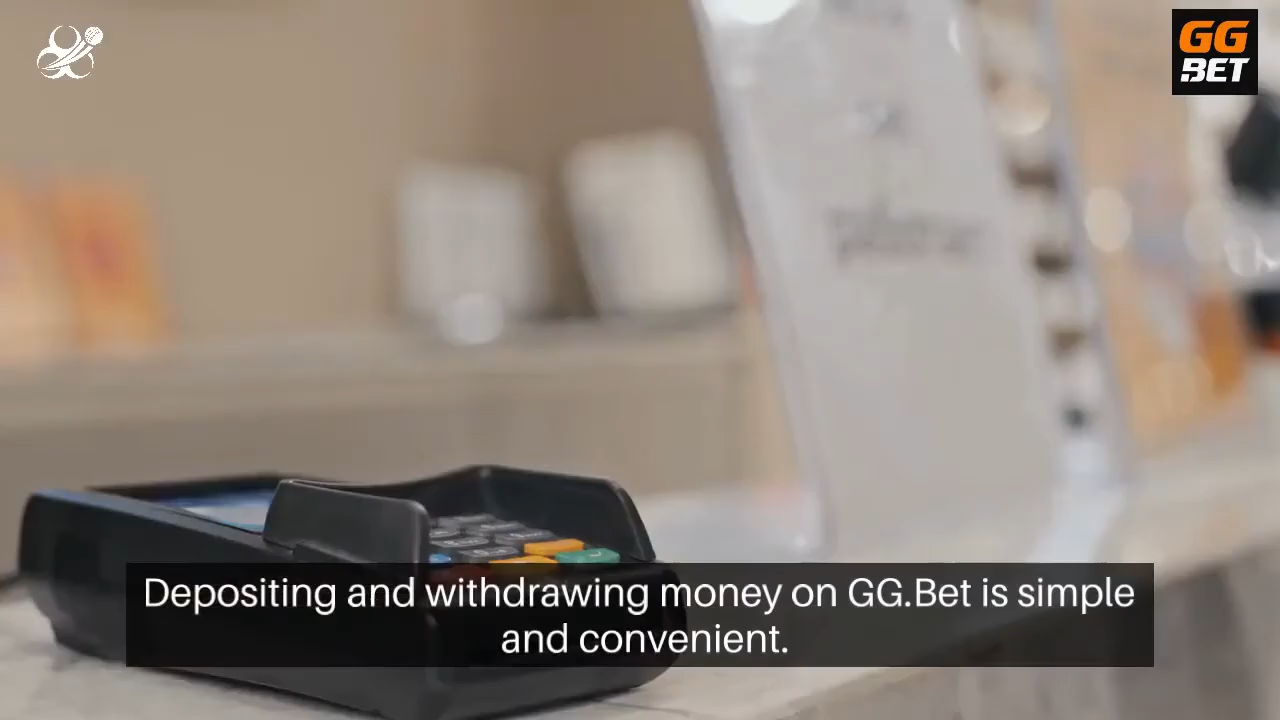 GG
BET
Depositing and withdrawing money on GG.Bet is simple
and convenient.